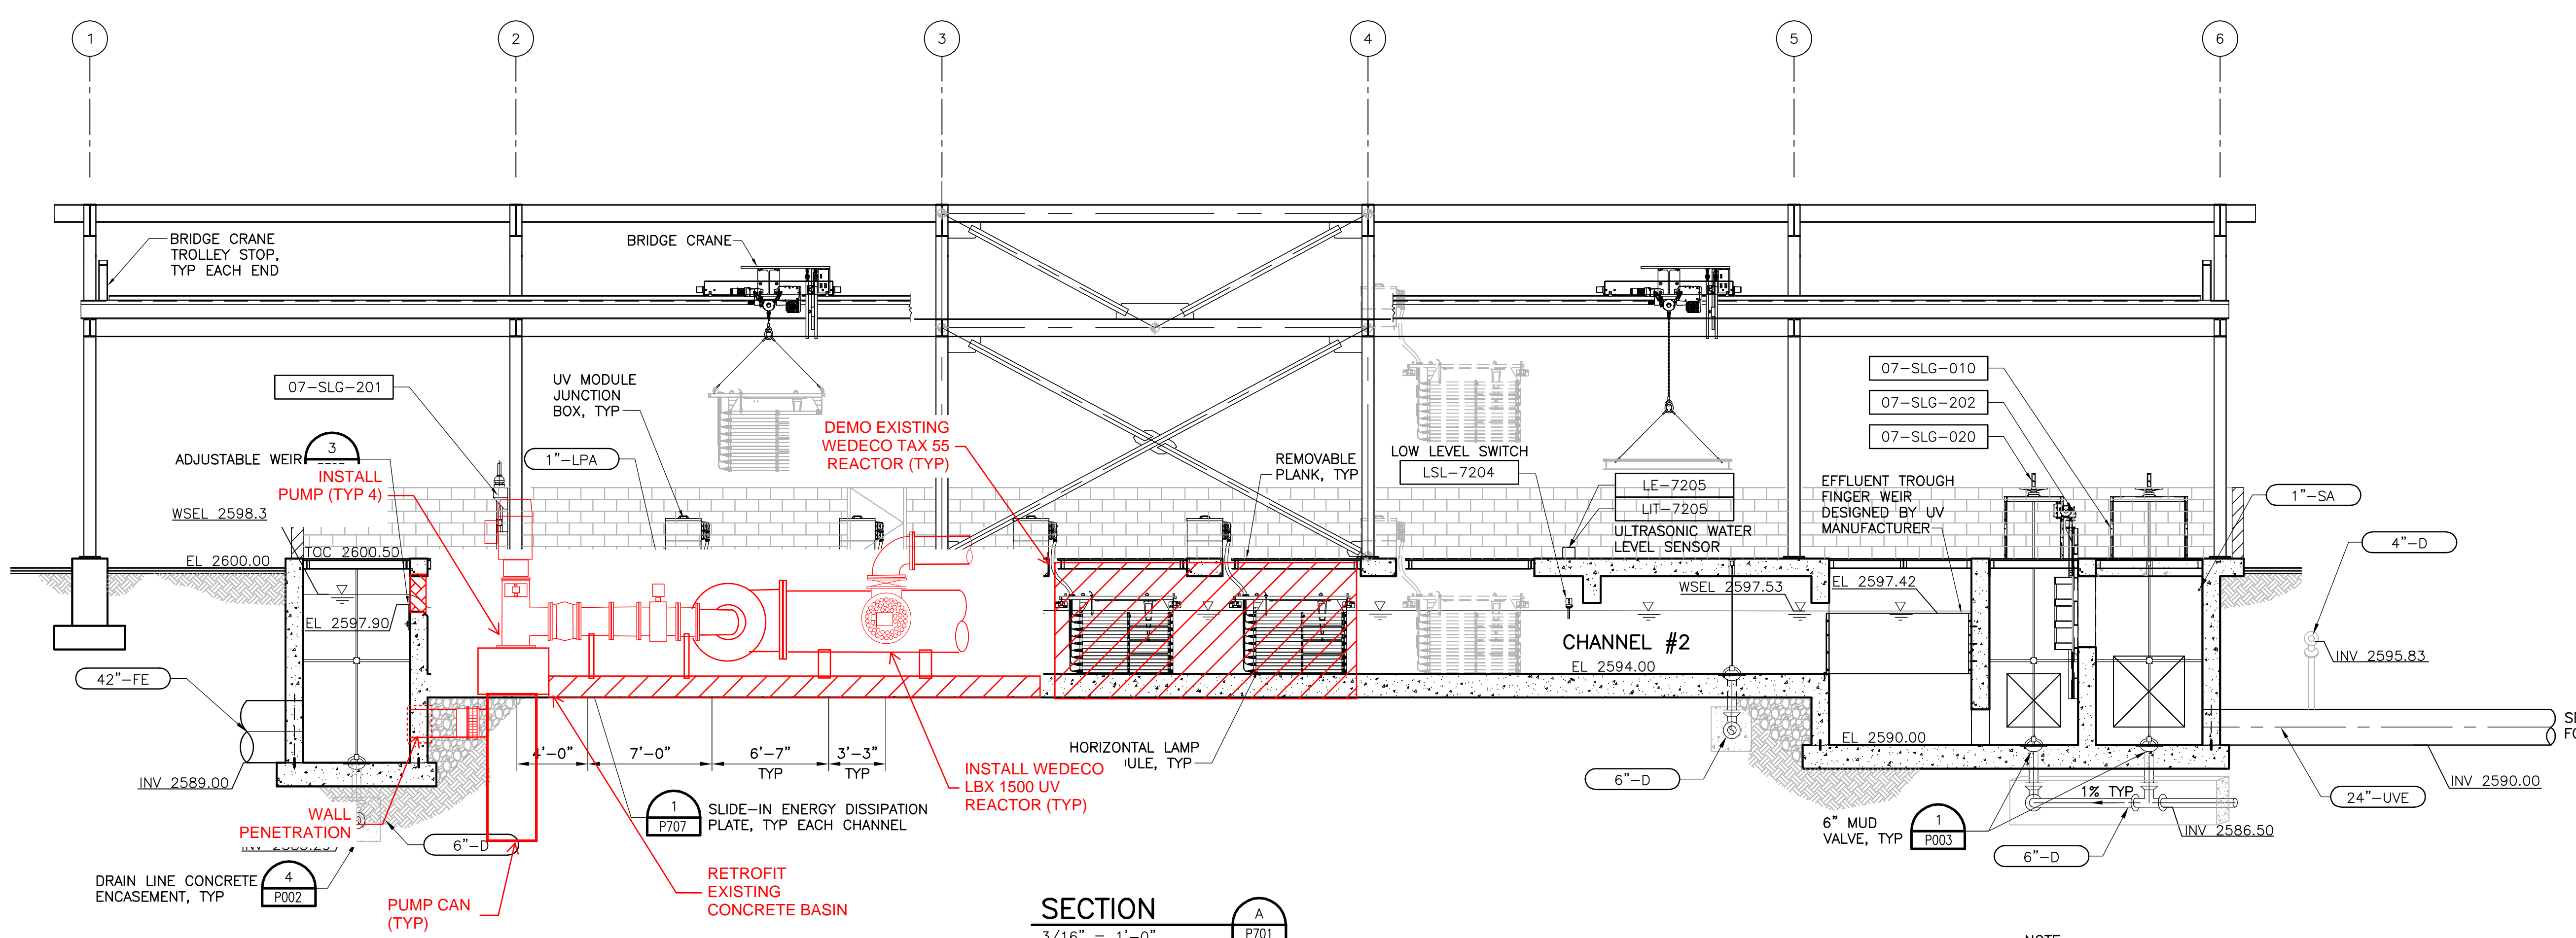 1
2
3
4
5
6
BRIDGE CRANE
TROLLEY STOP,
TYP EACH END
BRIDGE CRANE
07-SLG-201
UV MODULE
JUNCTION
BOX, TYP
3
ADJUSTABLE WEIR
INSTALL
PUMP (TYP 4)
1"-LPA
DEMO EXISTING
WEDECO TAX 55
REACTOR (TYP)
REMOVABLE
PLANK, TYP
LOW LEVEL SWITCH
LSL-7204
LE-7205
LIT-7205
ULTRASONIC WATER
LEVEL SENSOR
07-SLG-010
07-SLG-202
07-SLG-020
EFFLUENT TROUGH
FINGER WEIR
DESIGNED BY UV
MANUFACTURER
1"-SA
4"-D
WSEL 2598.3
TOC 2600.50
EL 2600.00
EL 2597.90
WSEL 2597.53
EL 2597.42
CHANNEL #2
EL 2594.00
INV 2595.83
42"-FE
INV 2589.00
EL 2590.00
4'-0"
7'-0"
6'-7"
TYP
3'-3"
TYP
HORIZONTAL LAMP
ULE, TYP
6"-D
INV 2590.00
24"-UVE
1% TYP
INV 2586.50
6" MUD
VALVE, TYP
1
P003
6"-D
WALL
PENETRATION
6"-D
1
P707
SLIDE-IN ENERGY DISSIPATION
PLATE, TYP EACH CHANNEL
INSTALL WEDECO
LBX 1500 UV
REACTOR (TYP)
DRAIN LINE CONCRETE
ENCASEMENT, TYP
4
P002
PUMP CAN
(TYP)
RETROFIT
EXISTING
CONCRETE BASIN
SECTION
3/16" = 1'-0"
A
P701
NOTE